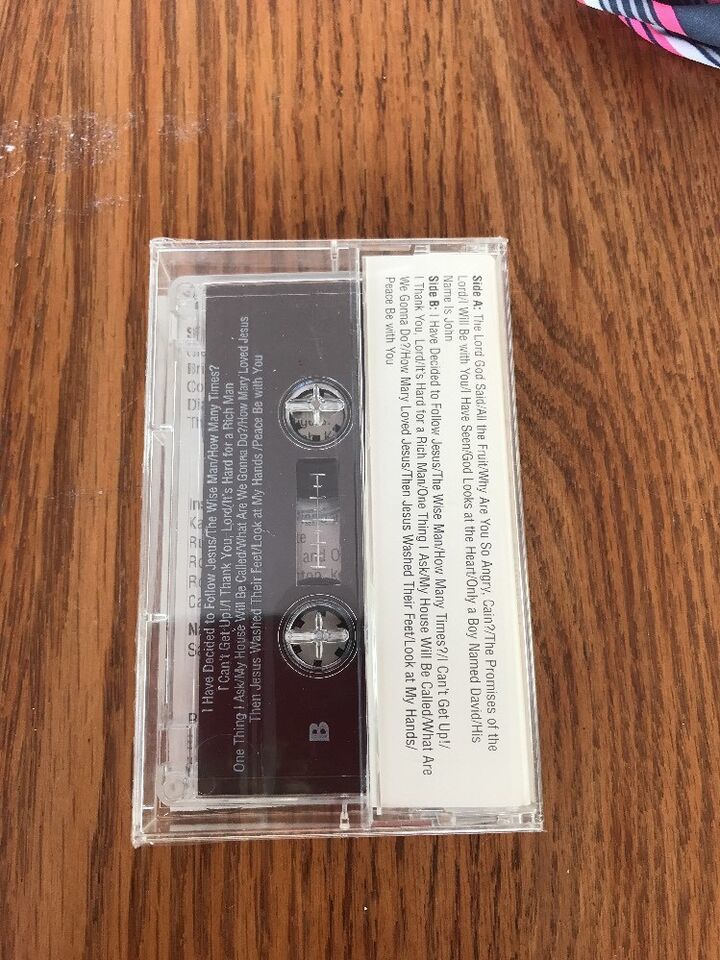 Side A: The Lord God Said/All the Fruit/Why Are You So Angry, Cain?/The Promises of the
Lord/I Will Be with You/I Have Seen/God Looks at the Heart/Only a Boy Named David/His
Name Is John
Side B: I Have Decided to Follow Jesus/The Wise Man/How Many Times?/I Can't Get Up!/
I Thank You, Lord/It's Hard for a Rich Man/One Thing I Ask/My House Will Be Called/What Are
We Gonna Do?/How Mary Loved Jesus/Then Jesus Washed Their Feet/Look at My Hands/
Peace Be with You
I Have Decided to Follow Jesus/The Wise Man/How Many Times?
I Can't Get Up!/I Thank You, Lord/It's Hard for a Rich Man
One Thing I Ask/My House Will Be Called/What Are We Gonna Do?/How Mary Loved Jesus
Then Jesus Washed Their Feet/Look at My Hands/Peace Be with You
B
and